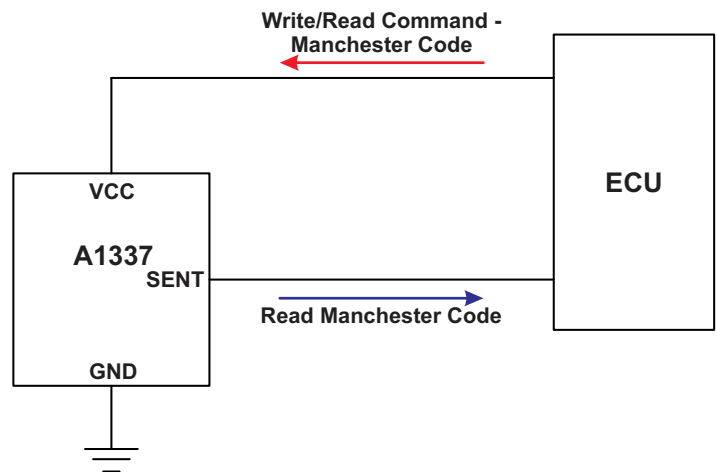 Write/Read Command -
Manchester Code
ECU
VCC
A1337
SENT
Read Manchester Code
GND